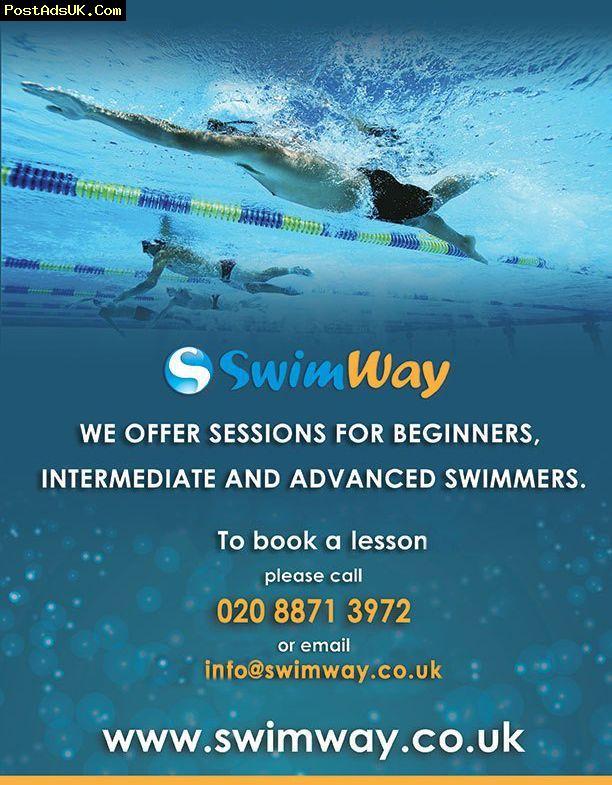 PostAdsUK.Com
SwimWay
WE OFFER SESSIONS FOR BEGINNERS,
INTERMEDIATE AND ADVANCED SWIMMERS.
To book a lesson
please call
020 8871 3972
or email
info@swimway.co.uk
www.swimway.co.uk